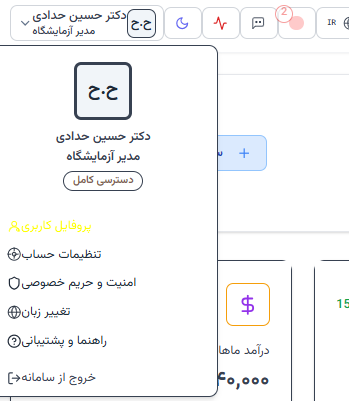 دکتر حسین حدادی
مدیر آزمایشگاه
ح.ح
2
IR
ح.ح
دکتر حسین حدادی
مدیر آزمایشگاه
دسترسی کامل
پروفایل کاربری
تنظیمات حساب
امنیت و حریم خصوصی
تغییر زبان
راهنما و پشتیبانی
خروج از سامانه
15
درآمد ماها
۴۰,۰۰۰